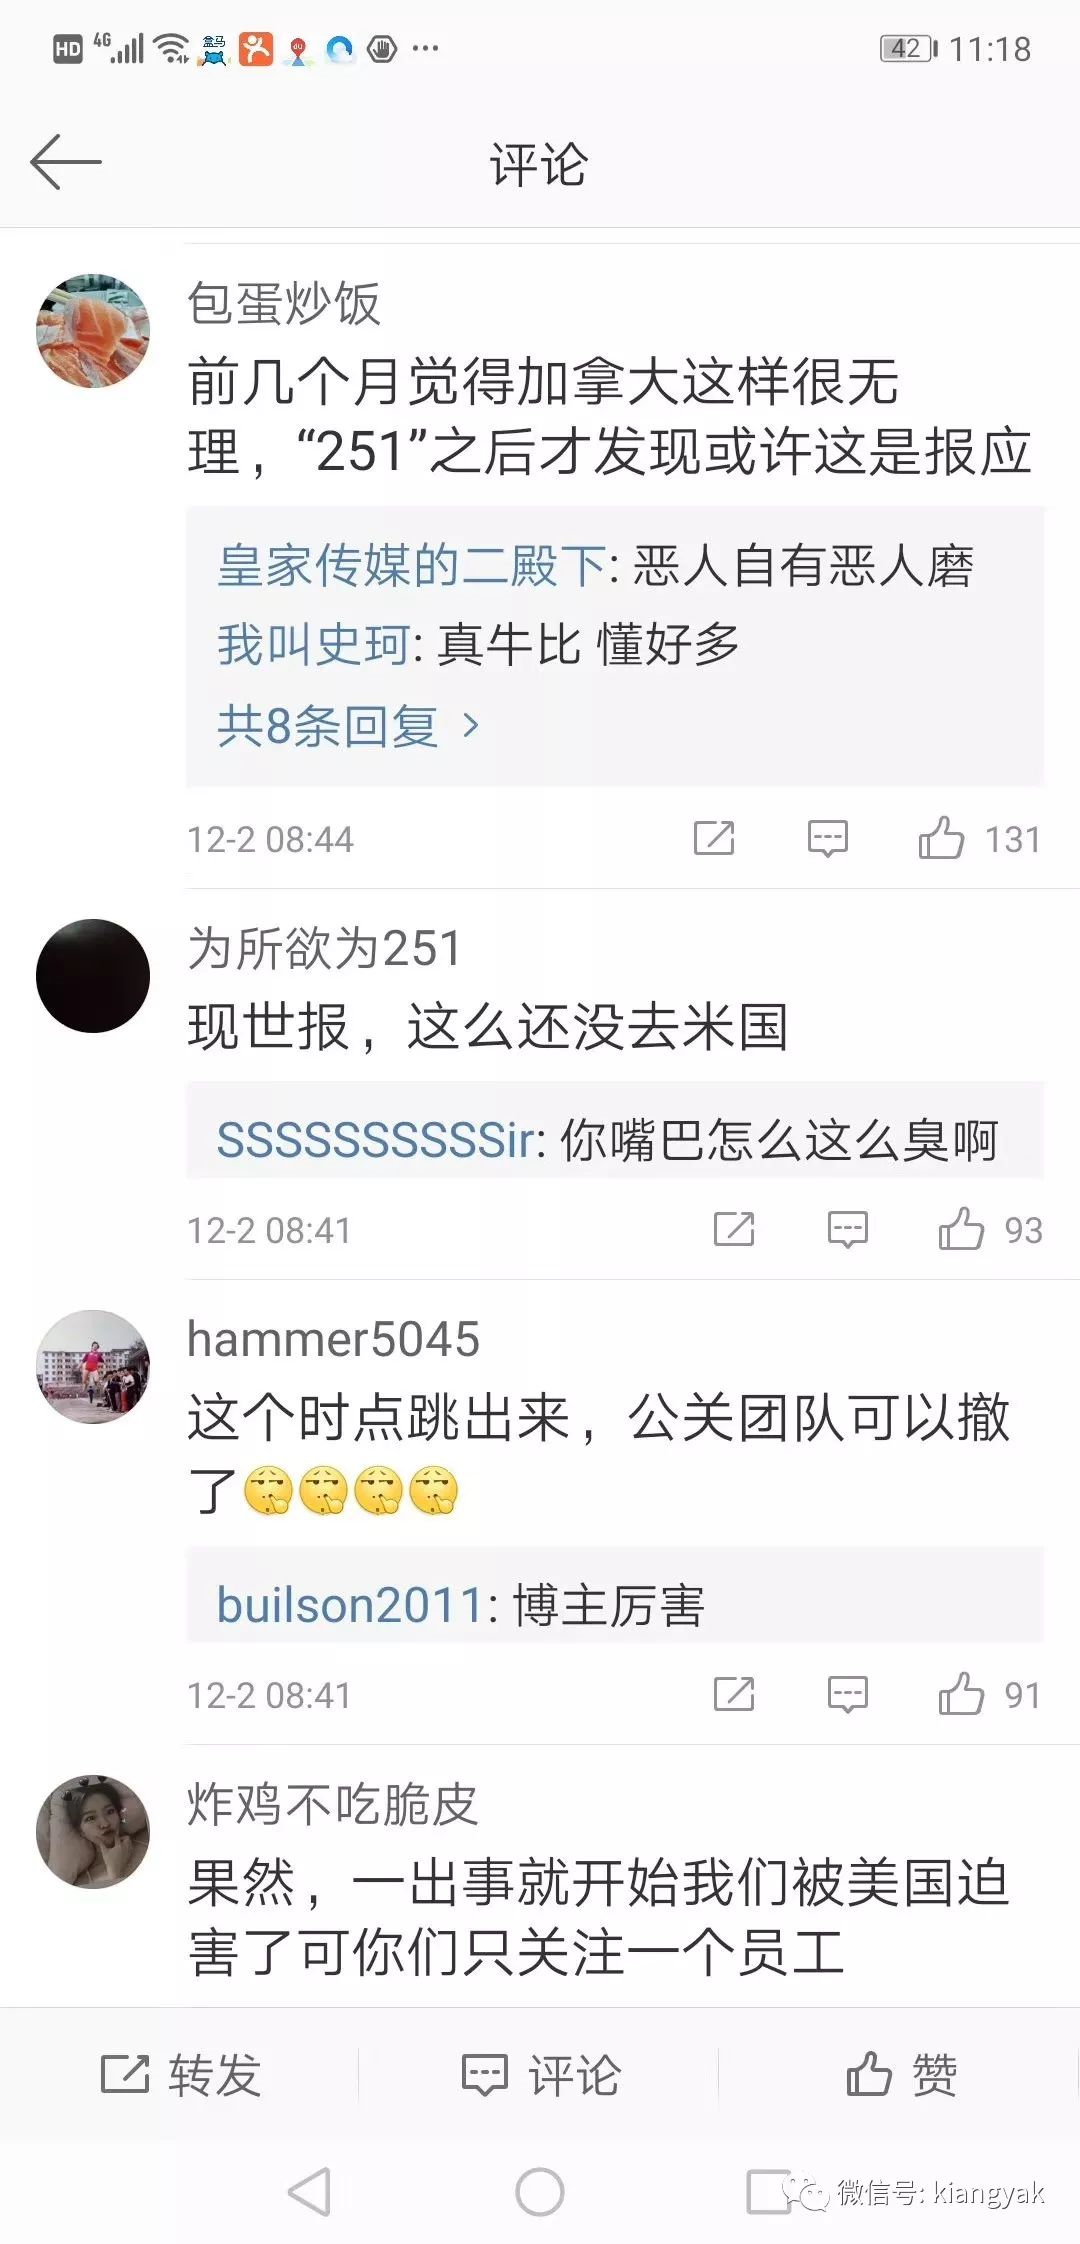 HD 4G 盒马 du 42 11:18
评论
包蛋炒饭
前几个月觉得加拿大这样很无
理，“251”之后才发现或许这是报应
皇家传媒的二殿下: 恶人自有恶人磨
我叫史珂: 真牛比 懂好多
共8条回复
12-2 08:44 131
为所欲为251
现世报，这么还没去米国
SSSSSSSSSSir: 你嘴巴怎么这么臭啊
12-2 08:41 93
hammer5045
这个时点跳出来，公关团队可以撤
了
builson2011: 博主厉害
12-2 08:41 91
炸鸡不吃脆皮
果然，一出事就开始我们被美国迫
害了可你们只关注一个员工
转发 评论 赞
微信号: kiangyak